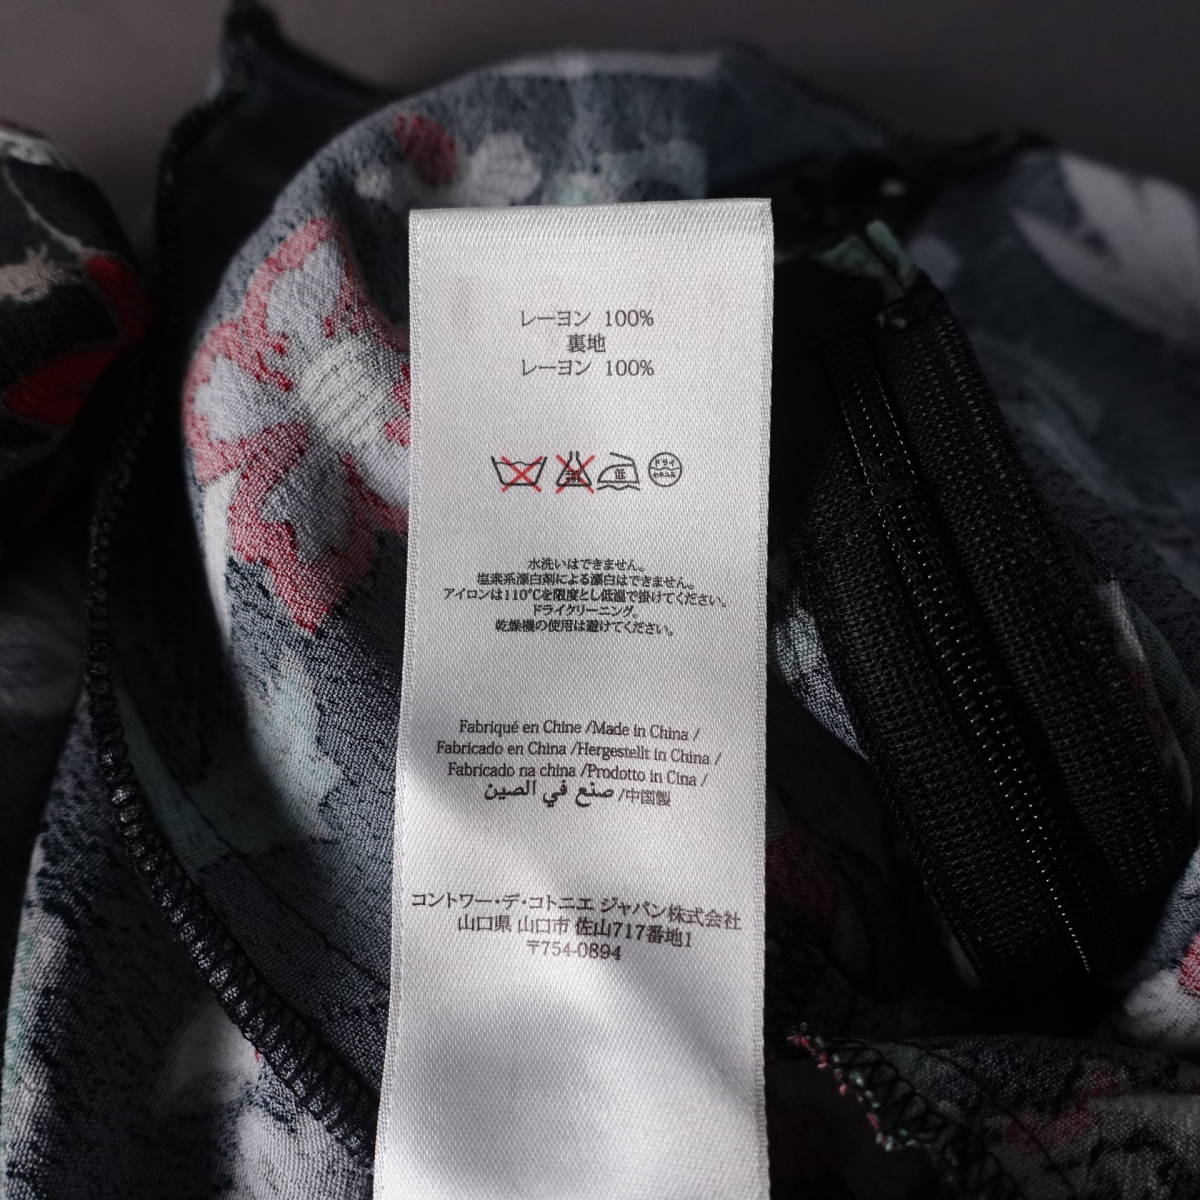 レーヨン 100%
裏地
レーヨン 100%
低 ドライ
水洗いはできません。
塩素系漂白剤による漂白はできません。
アイロンは110℃を限度とし低温で掛けてください。
ドライクリーニング。
乾燥機の使用は避けてください。
Fabriqué en Chine /Made in China /
Fabricado en China /Hergestellt in China /
Fabricado na china /Prodotto in Cina /
صنع في الصين /中国製
コントワー・デ・コトニエ ジャパン株式会社
山口県 山口市 佐山717番地1
〒754-0894